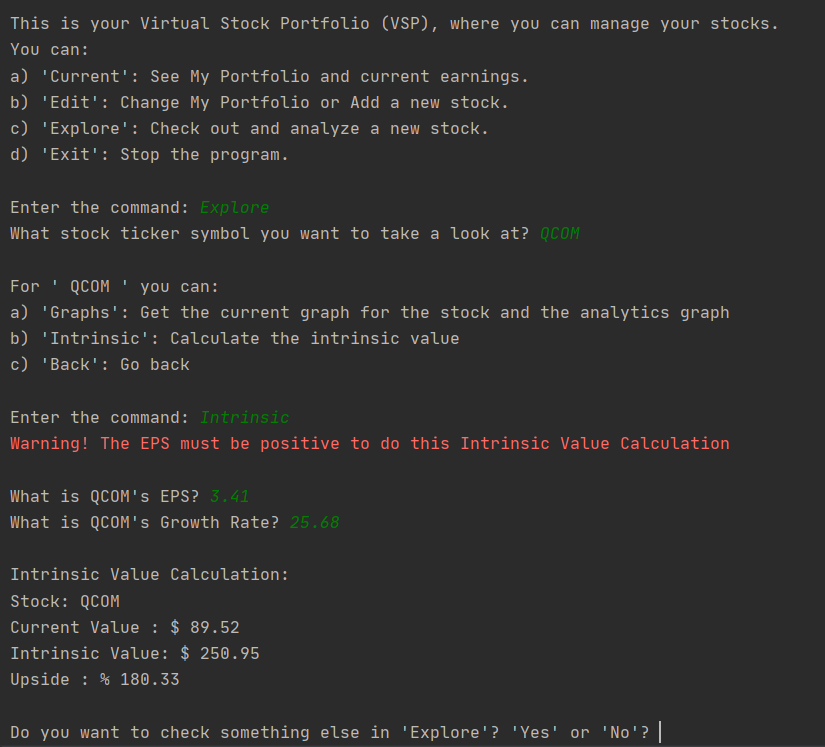 This is your Virtual Stock Portfolio (VSP), where you can manage your stocks.
You can:
a) 'Current': See My Portfolio and current earnings.
b) 'Edit': Change My Portfolio or Add a new stock.
c) 'Explore': Check out and analyze a new stock.
d) 'Exit': Stop the program.
Enter the command: Explore
What stock ticker symbol you want to take a look at? QCOM
For ' QCOM ' you can:
a) 'Graphs': Get the current graph for the stock and the analytics graph
b) 'Intrinsic': Calculate the intrinsic value
c) 'Back': Go back
Enter the command: Intrinsic
Warning! The EPS must be positive to do this Intrinsic Value Calculation
What is QCOM's EPS? 3.41
What is QCOM's Growth Rate? 25.68
Intrinsic Value Calculation:
Stock: QCOM
Current Value : $ 89.52
Intrinsic Value: $ 250.95
Upside : % 180.33
Do you want to check something else in 'Explore'? 'Yes' or 'No'?